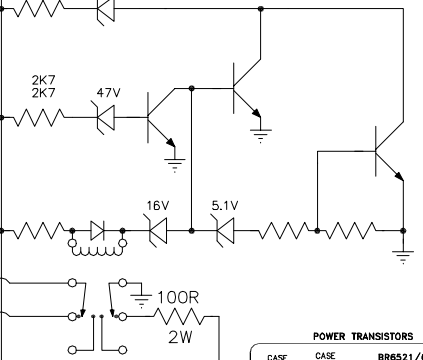 2K7
2K7
47V
16V
5.1V
100R
2W
POWER TRANSISTORS
CASE
CASE